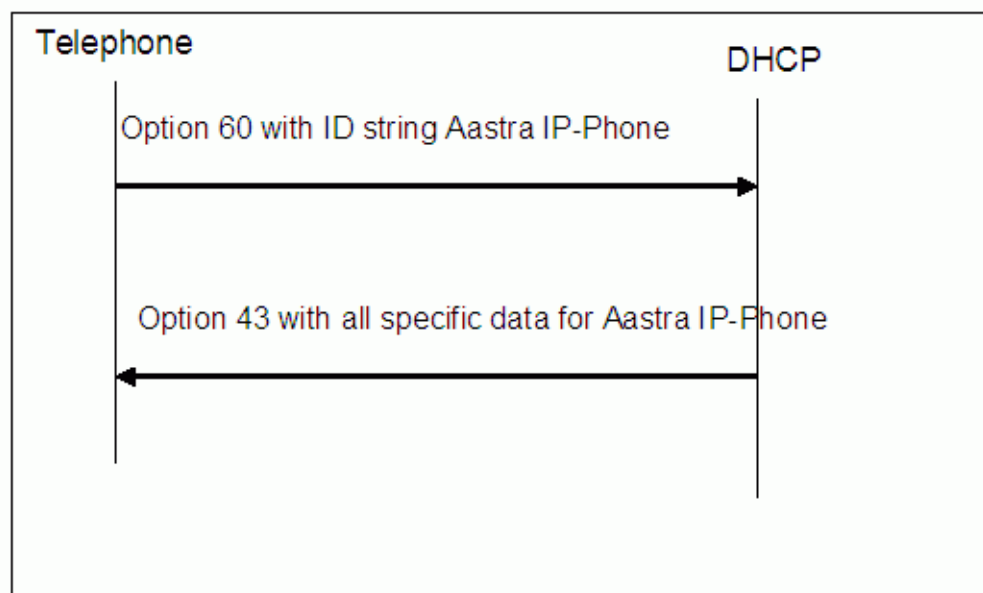 Telephone
DHCP
Option 60 with ID string Aastra IP-Phone
Option 43 with all specific data for Aastra IP-Phone